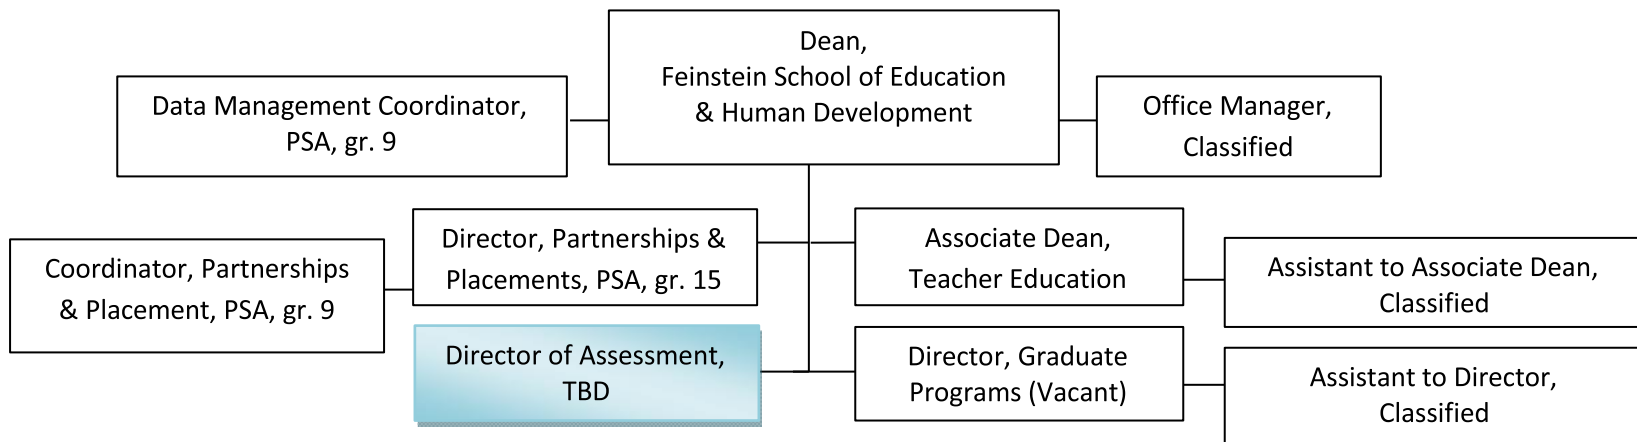 Dean,
Feinstein School of Education
& Human Development
Data Management Coordinator,
PSA, gr. 9
Office Manager,
Classified
Director, Partnerships &
Placements, PSA, gr. 15
Associate Dean,
Teacher Education
Coordinator, Partnerships
& Placement, PSA, gr. 9
Assistant to Associate Dean,
Classified
Director of Assessment,
TBD
Director, Graduate
Programs (Vacant)
Assistant to Director,
Classified